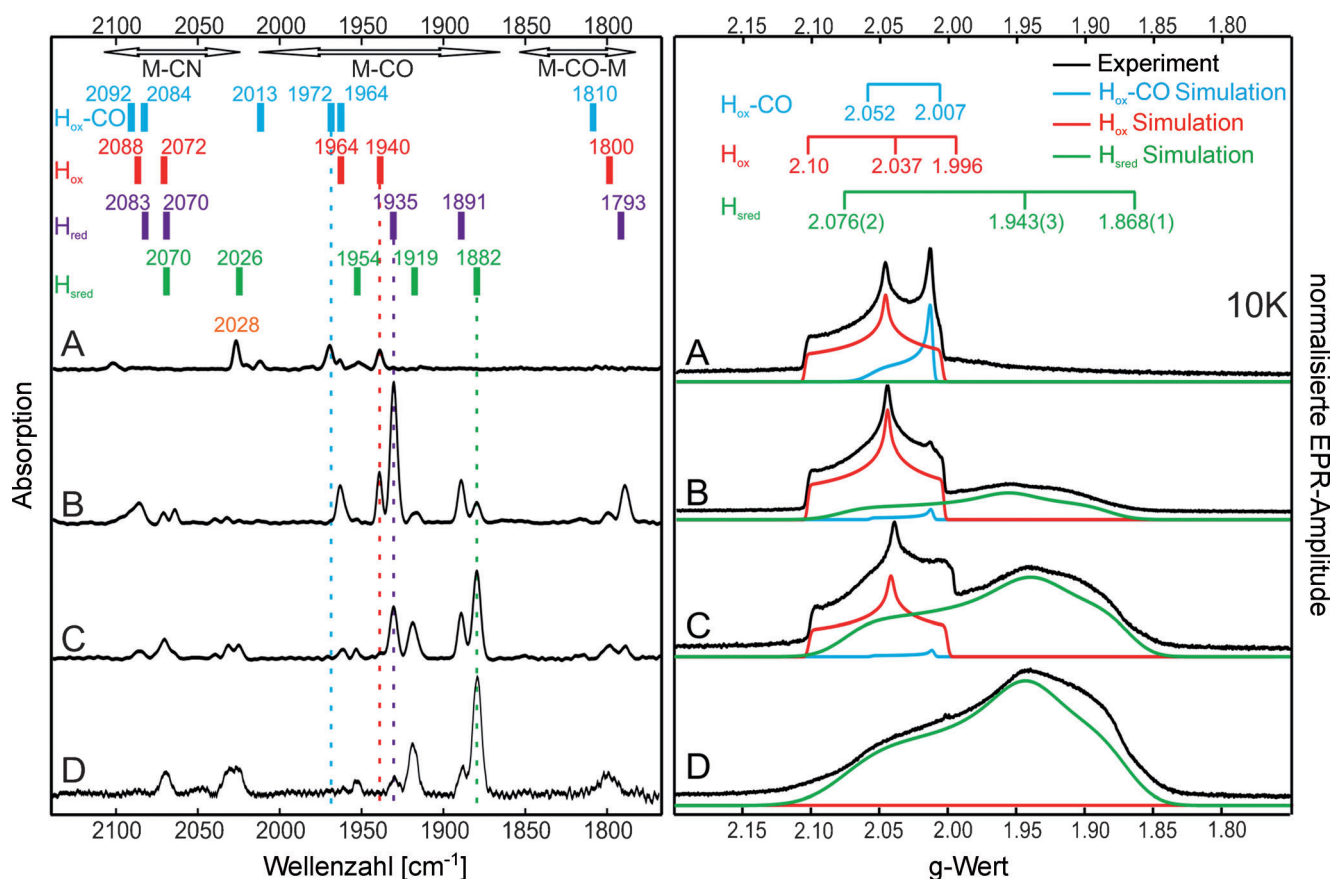 2100 2050 2000 1950 1900 1850 1800
M-CN M-CO M-CO-M
2092 2084 2013 1972 1964 1810
Hox-CO
2088 2072 1964 1940 1800
Hox
2083 2070 1935 1891 1793
Hred
2070 2026 1954 1919 1882
Hsred
2028
A
B
C
D
Absorption
2100 2050 2000 1950 1900 1850 1800
Wellenzahl [cm-1]
2.15 2.10 2.05 2.00 1.95 1.90 1.85 1.80
Experiment
Hox-CO Simulation
Hox Simulation
Hsred Simulation
Hox-CO
2.052 2.007
Hox
2.10 2.037 1.996
Hsred
2.076(2) 1.943(3) 1.868(1)
10K
A
B
C
D
normalisierte EPR-Amplitude
2.15 2.10 2.05 2.00 1.95 1.90 1.85 1.80
g-Wert